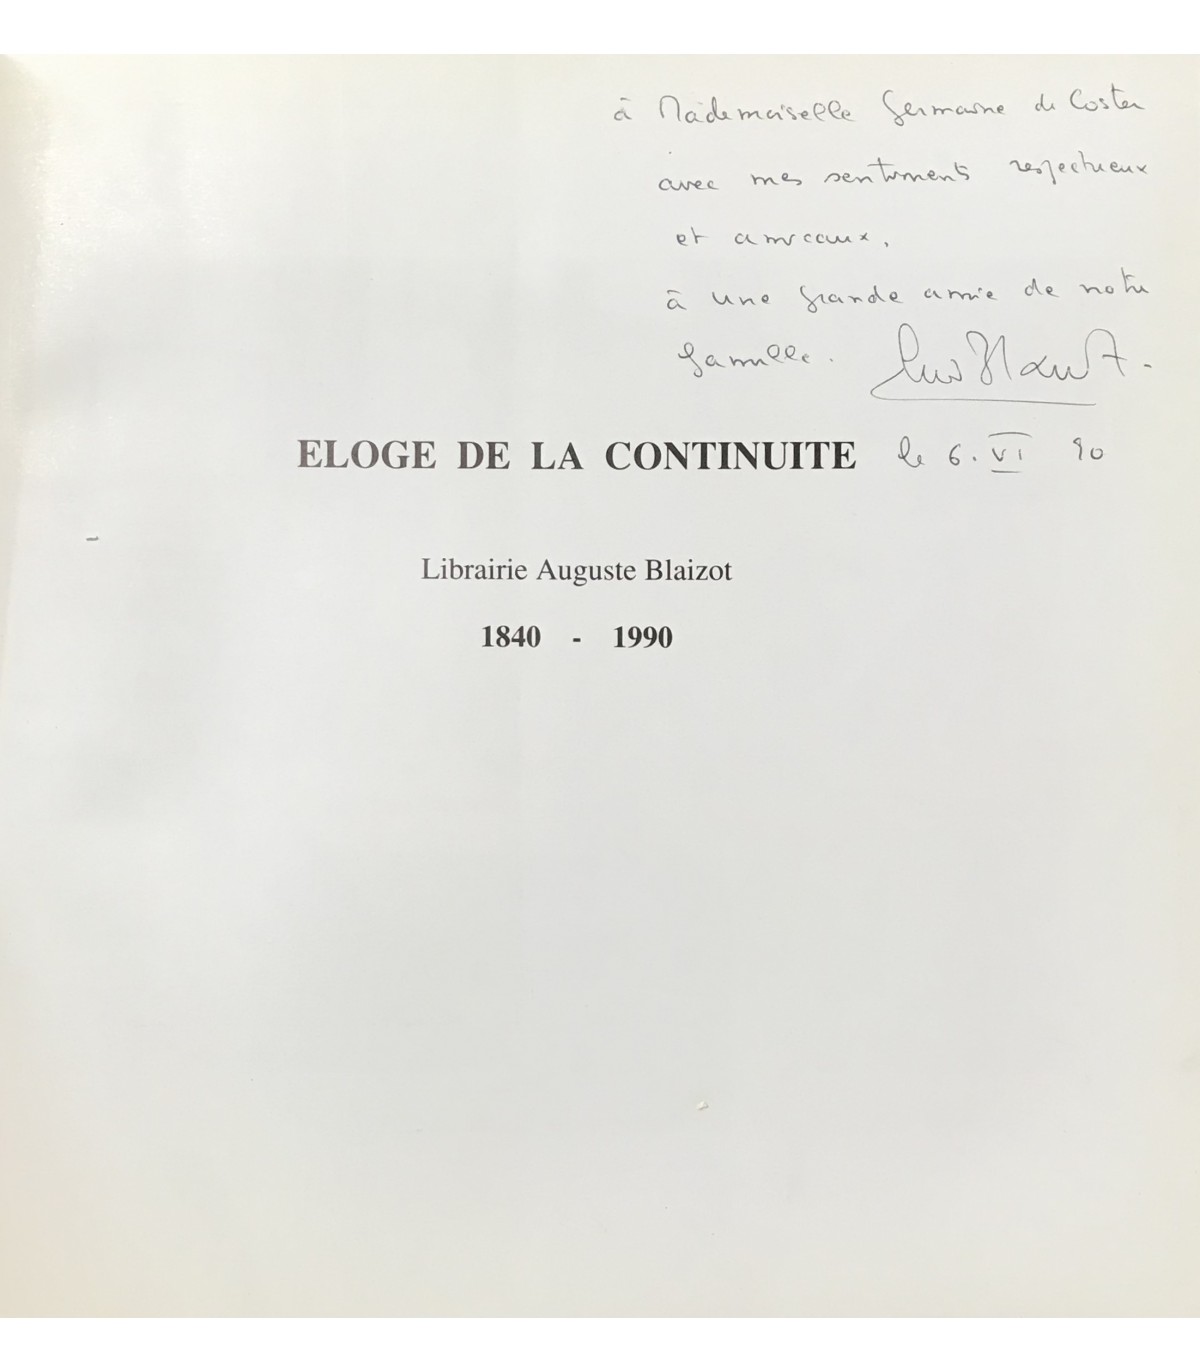 à Mademoiselle Germaine de Coster
avec mes sentiments respectueux
et amicaux.
à une grande amie de notre
famille.
le 6. VI 90
ELOGE DE LA CONTINUITE
Librairie Auguste Blaizot
1840 - 1990